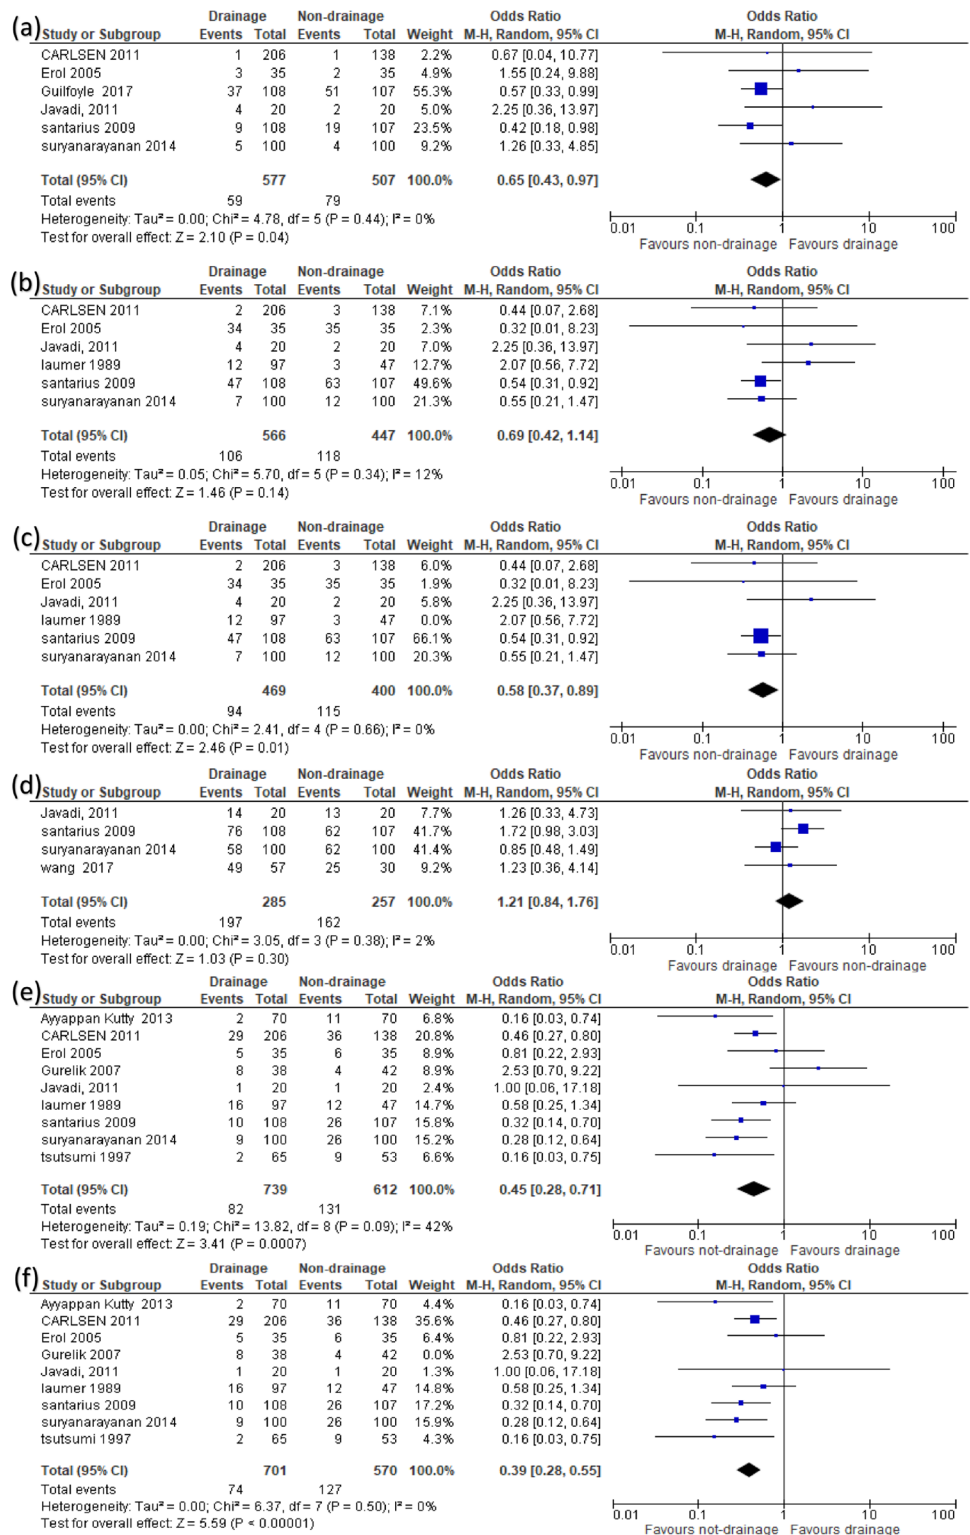 (a)
Drainage Non-drainage Odds Ratio Odds Ratio
Study or Subgroup Events Total Events Total Weight M-H, Random, 95% CI M-H, Random, 95% CI
CARLSEN 2011 1 206 1 138 2.2% 0.67 [0.04, 10.77]
Erol 2005 3 35 2 35 4.9% 1.55 [0.24, 9.88]
Guilfoyle 2017 37 108 51 107 55.3% 0.57 [0.33, 0.99]
Javadi, 2011 4 20 2 20 5.0% 2.25 [0.36, 13.97]
santarius 2009 9 108 19 107 23.5% 0.42 [0.18, 0.98]
suryanarayanan 2014 5 100 4 100 9.2% 1.26 [0.33, 4.85]
Total (95% CI) 577 507 100.0% 0.65 [0.43, 0.97]
Total events 59 79
Heterogeneity: Tau² = 0.00; Chi² = 4.78, df = 5 (P = 0.44); I² = 0%
Test for overall effect: Z = 2.10 (P = 0.04)
0.01 0.1 1 10 100
Favours non-drainage Favours drainage
(b)
Drainage Non-drainage Odds Ratio Odds Ratio
Study or Subgroup Events Total Events Total Weight M-H, Random, 95% CI M-H, Random, 95% CI
CARLSEN 2011 2 206 3 138 7.1% 0.44 [0.07, 2.68]
Erol 2005 34 35 35 35 2.3% 0.32 [0.01, 8.23]
Javadi, 2011 4 20 2 20 7.0% 2.25 [0.36, 13.97]
laumer 1989 12 97 3 47 12.7% 2.07 [0.56, 7.72]
santarius 2009 47 108 63 107 49.6% 0.54 [0.31, 0.92]
suryanarayanan 2014 7 100 12 100 21.3% 0.55 [0.21, 1.47]
Total (95% CI) 566 447 100.0% 0.69 [0.42, 1.14]
Total events 106 118
Heterogeneity: Tau² = 0.05; Chi² = 5.70, df = 5 (P = 0.34); I² = 12%
Test for overall effect: Z = 1.46 (P = 0.14)
0.01 0.1 1 10 100
Favours non-drainage Favours drainage
(c)
Drainage Non-drainage Odds Ratio Odds Ratio
Study or Subgroup Events Total Events Total Weight M-H, Random, 95% CI M-H, Random, 95% CI
CARLSEN 2011 2 206 3 138 6.0% 0.44 [0.07, 2.68]
Erol 2005 34 35 35 35 1.9% 0.32 [0.01, 8.23]
Javadi, 2011 4 20 2 20 5.8% 2.25 [0.36, 13.97]
laumer 1989 12 97 3 47 0.0% 2.07 [0.56, 7.72]
santarius 2009 47 108 63 107 66.1% 0.54 [0.31, 0.92]
suryanarayanan 2014 7 100 12 100 20.3% 0.55 [0.21, 1.47]
Total (95% CI) 469 400 100.0% 0.58 [0.37, 0.89]
Total events 94 115
Heterogeneity: Tau² = 0.00; Chi² = 2.41, df = 4 (P = 0.66); I² = 0%
Test for overall effect: Z = 2.46 (P = 0.01)
0.01 0.1 1 10 100
Favours non-drainage Favours drainage
(d)
Drainage Non-drainage Odds Ratio Odds Ratio
Study or Subgroup Events Total Events Total Weight M-H, Random, 95% CI M-H, Random, 95% CI
Javadi, 2011 14 20 13 20 7.7% 1.26 [0.33, 4.73]
santarius 2009 76 108 62 107 41.7% 1.72 [0.98, 3.03]
suryanarayanan 2014 58 100 62 100 41.4% 0.85 [0.48, 1.49]
wang 2017 49 57 25 30 9.2% 1.23 [0.36, 4.14]
Total (95% CI) 285 257 100.0% 1.21 [0.84, 1.76]
Total events 197 162
Heterogeneity: Tau² = 0.00; Chi² = 3.05, df = 3 (P = 0.38); I² = 2%
Test for overall effect: Z = 1.03 (P = 0.30)
0.01 0.1 1 10 100
Favours drainage Favours non-drainage
(e)
Drainage Non-drainage Odds Ratio Odds Ratio
Study or Subgroup Events Total Events Total Weight M-H, Random, 95% CI M-H, Random, 95% CI
Ayyappan Kutty 2013 2 70 11 70 6.8% 0.16 [0.03, 0.74]
CARLSEN 2011 29 206 36 138 20.8% 0.46 [0.27, 0.80]
Erol 2005 5 35 6 35 8.9% 0.81 [0.22, 2.93]
Gurelik 2007 8 38 4 42 8.9% 2.53 [0.70, 9.22]
Javadi, 2011 1 20 1 20 2.4% 1.00 [0.06, 17.18]
laumer 1989 16 97 12 47 14.7% 0.58 [0.25, 1.34]
santarius 2009 10 108 26 107 15.8% 0.32 [0.14, 0.70]
suryanarayanan 2014 9 100 26 100 15.2% 0.28 [0.12, 0.64]
tsutsumi 1997 2 65 9 53 6.6% 0.16 [0.03, 0.75]
Total (95% CI) 739 612 100.0% 0.45 [0.28, 0.71]
Total events 82 131
Heterogeneity: Tau² = 0.19; Chi² = 13.82, df = 8 (P = 0.09); I² = 42%
Test for overall effect: Z = 3.41 (P = 0.0007)
0.01 0.1 1 10 100
Favours not-drainage Favours drainage
(f)
Drainage Non-drainage Odds Ratio Odds Ratio
Study or Subgroup Events Total Events Total Weight M-H, Random, 95% CI M-H, Random, 95% CI
Ayyappan Kutty 2013 2 70 11 70 4.4% 0.16 [0.03, 0.74]
CARLSEN 2011 29 206 36 138 35.6% 0.46 [0.27, 0.80]
Erol 2005 5 35 6 35 6.4% 0.81 [0.22, 2.93]
Gurelik 2007 8 38 4 42 0.0% 2.53 [0.70, 9.22]
Javadi, 2011 1 20 1 20 1.3% 1.00 [0.06, 17.18]
laumer 1989 16 97 12 47 14.8% 0.58 [0.25, 1.34]
santarius 2009 10 108 26 107 17.2% 0.32 [0.14, 0.70]
suryanarayanan 2014 9 100 26 100 15.9% 0.28 [0.12, 0.64]
tsutsumi 1997 2 65 9 53 4.3% 0.16 [0.03, 0.75]
Total (95% CI) 701 570 100.0% 0.39 [0.28, 0.55]
Total events 74 127
Heterogeneity: Tau² = 0.00; Chi² = 6.37, df = 7 (P = 0.50); I² = 0%
Test for overall effect: Z = 5.59 (P < 0.00001)
0.01 0.1 1 10 100
Favours not-drainage Favours drainage